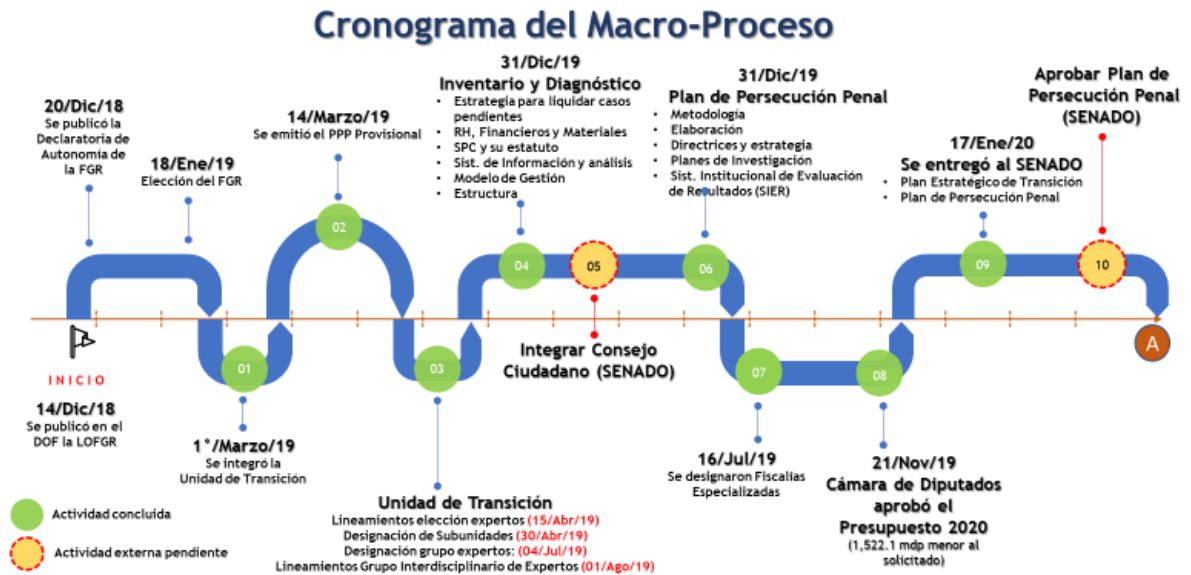 Cronograma del Macro-Proceso
20/Dic/18
Se publicó la
Declaratoria de
Autonomía de
la FGR
18/Ene/19
Elección del FGR
14/Marzo/19
Se emitió el PPP Provisional
31/Dic/19
Inventario y Diagnóstico
• Estrategia para liquidar casos
pendientes
• RH, Financieros y Materiales
• SPC y su estatuto
• Sist. de Información y análisis
• Modelo de Gestión
• Estructura
31/Dic/19
Plan de Persecución Penal
• Metodología
• Elaboración
• Directrices y estrategia
• Planes de Investigación
• Sist. Institucional de Evaluación
de Resultados (SIER)
17/Ene/20
Se entregó al SENADO
• Plan Estratégico de Transición
• Plan de Persecución Penal
Aprobar Plan de
Persecución Penal
(SENADO)
02
04
05
06
09
10
01
03
07
08
A
INICIO
14/Dic/18
Se publicó en el
DOF la LOFGR
1°/Marzo/19
Se integró la
Unidad de Transición
Unidad de Transición
Lineamientos elección expertos (15/Abr/19)
Designación de Subunidades (30/Abr/19)
Designación grupo expertos: (04/Jul/19)
Lineamientos Grupo Interdisciplinario de Expertos (01/Ago/19)
Integrar Consejo
Ciudadano (SENADO)
16/Jul/19
Se designaron Fiscalías
Especializadas
21/Nov/19
Cámara de Diputados
aprobó el
Presupuesto 2020
(1,522.1 mdp menor al
solicitado)
Actividad concluida
Actividad externa pendiente